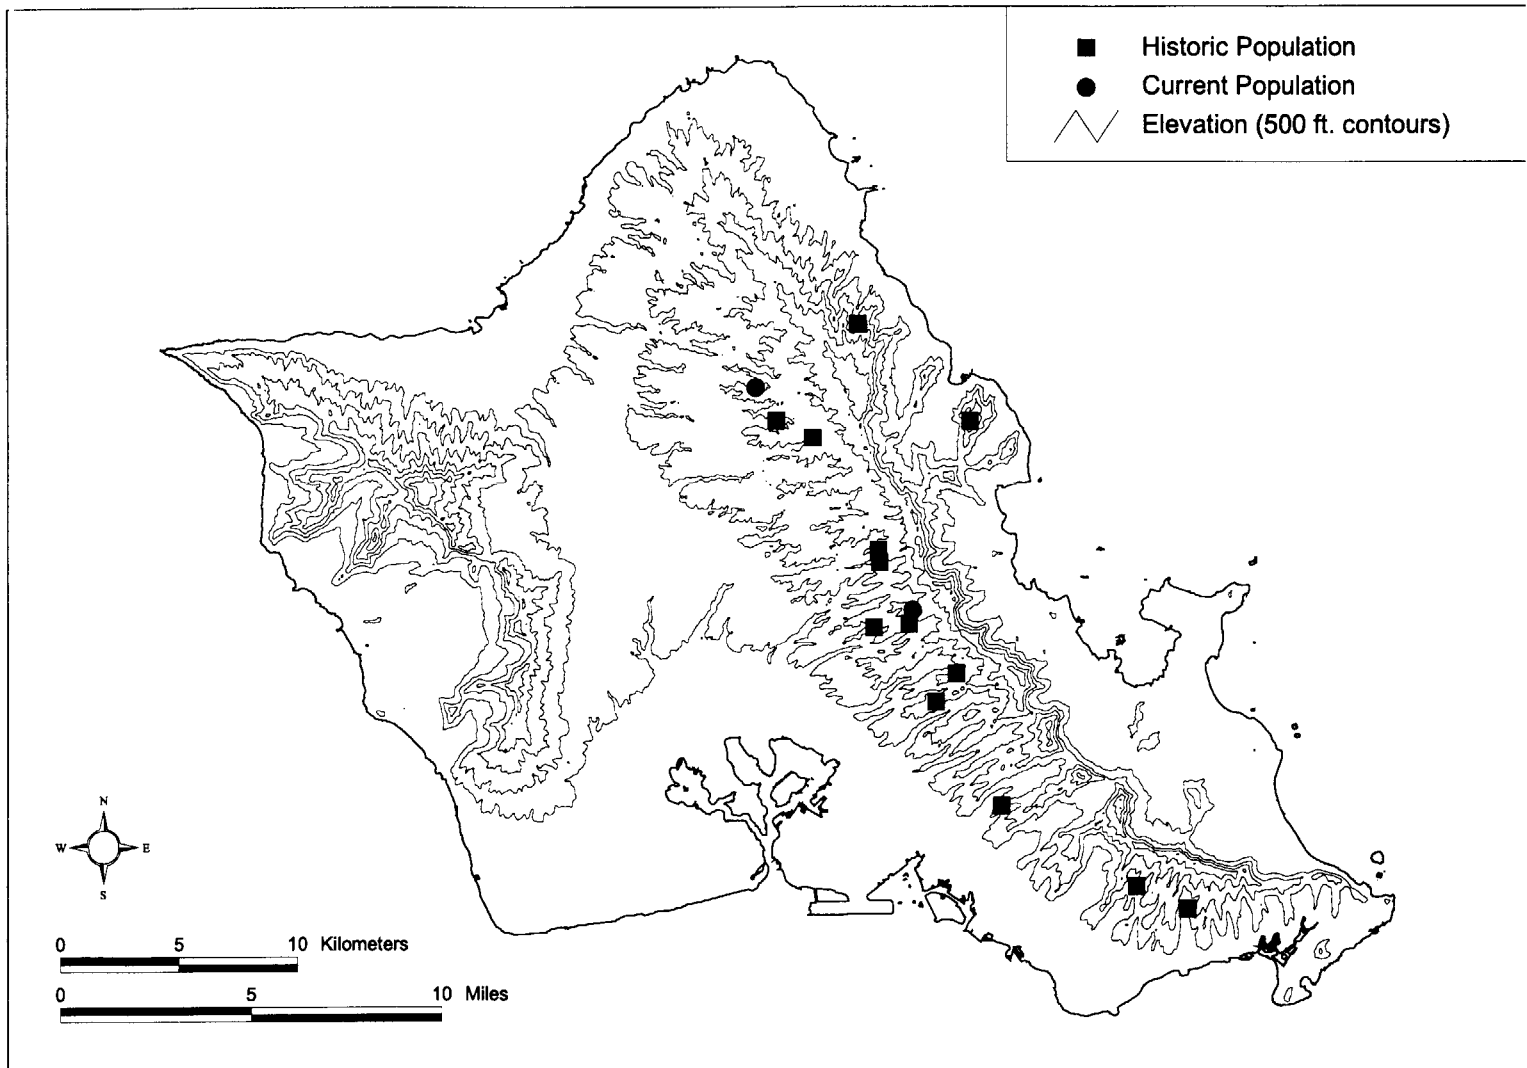 Historic Population
Current Population
Elevation (500 ft. contours)
N
W E
S
0 5 10 Kilometers
0 5 10 Miles